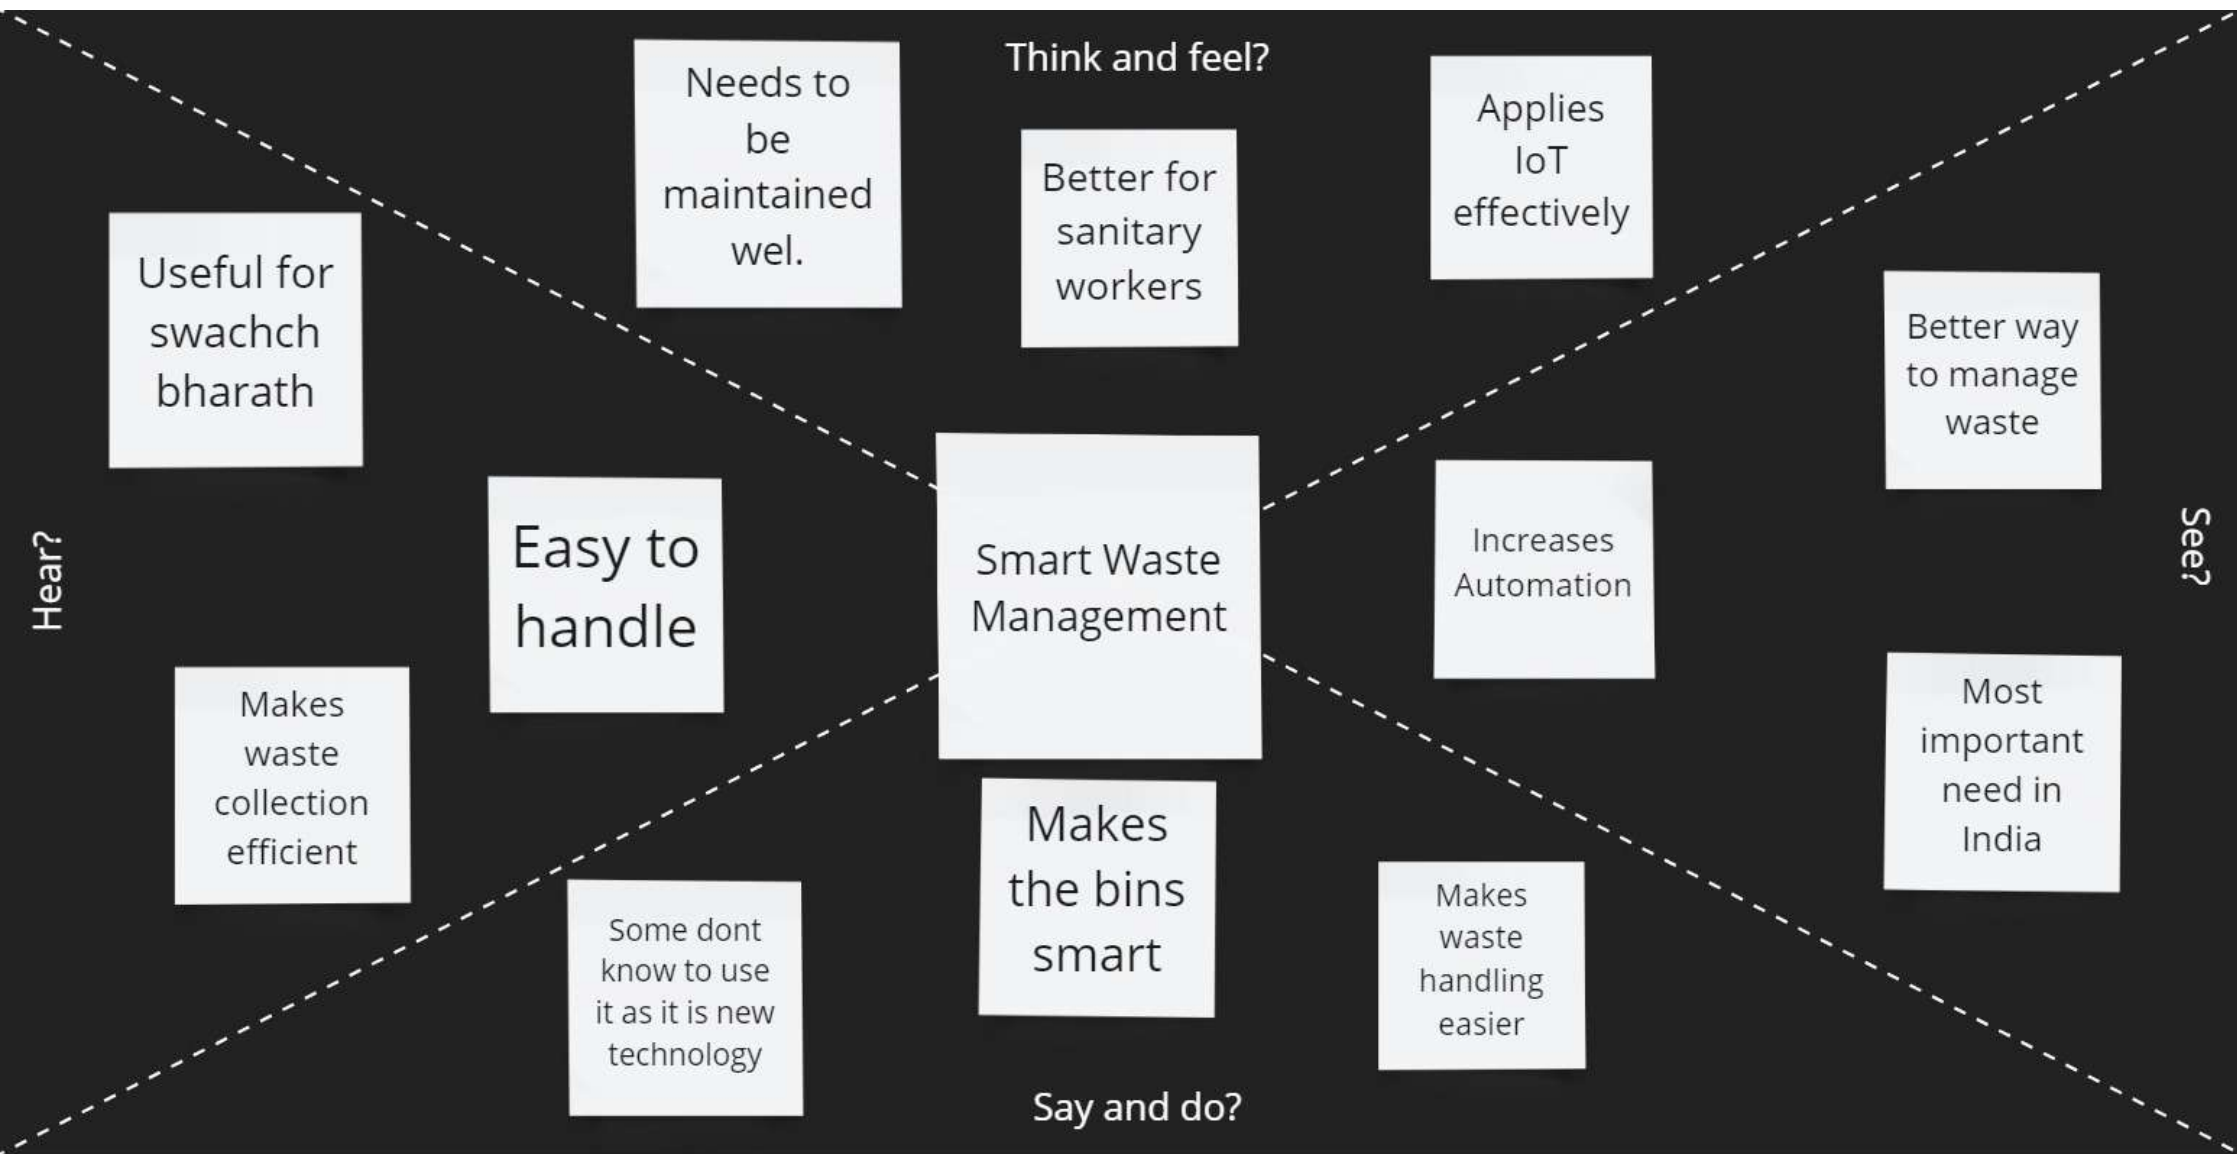 Think and feel?
Needs to
be
maintained
wel.
Better for
sanitary
workers
Applies
IoT
effectively
Hear?
Useful for
swachch
bharath
Easy to
handle
Makes
waste
collection
efficient
Smart Waste
Management
See?
Better way
to manage
waste
Increases
Automation
Most
important
need in
India
Some dont
know to use
it as it is new
technology
Makes
the bins
smart
Makes
waste
handling
easier
Say and do?